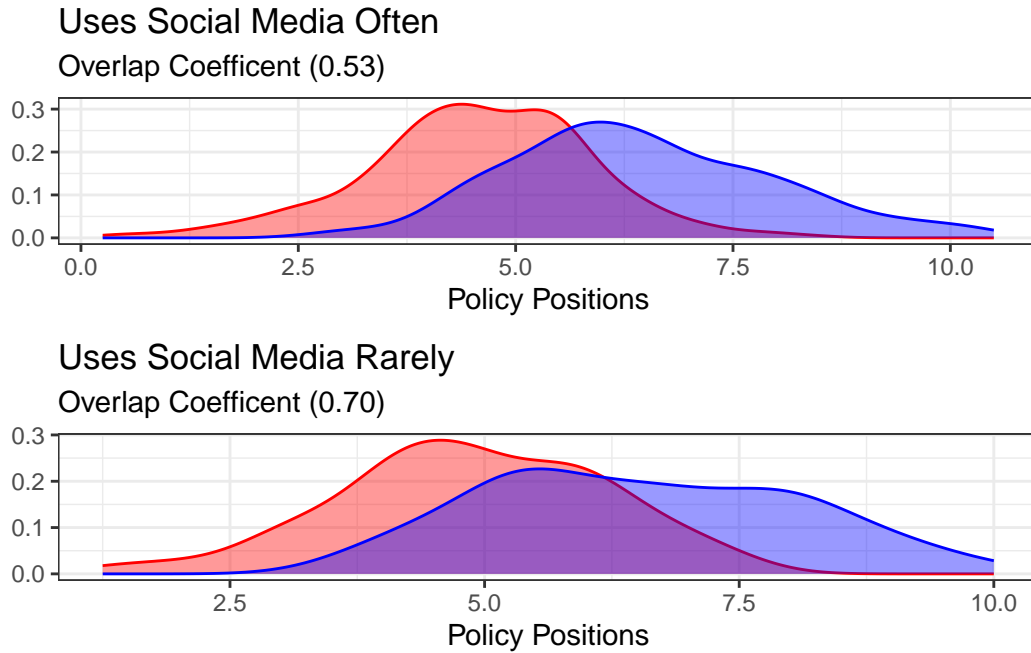 Uses Social Media Often
Overlap Coefficent (0.53)
0.3
0.2
0.1
0.0
0.0 2.5 5.0 7.5 10.0
Policy Positions
Uses Social Media Rarely
Overlap Coefficent (0.70)
0.3
0.2
0.1
0.0
2.5 5.0 7.5 10.0
Policy Positions